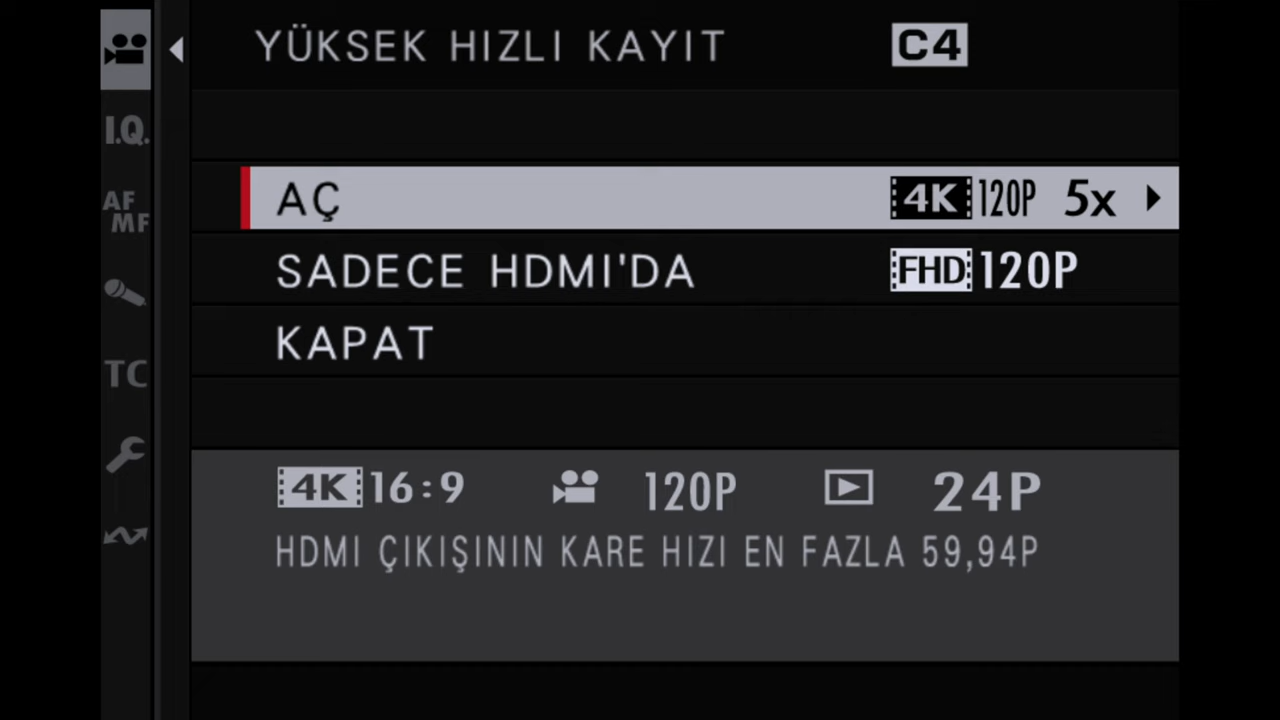 YÜKSEK HIZLI KAYIT C4
I.Q.
AÇ 4K 120P 5x
AF
MF
SADECE HDMI'DA FHD 120P
KAPAT
TC
4K 16:9 120P 24P
HDMI ÇIKIŞININ KARE HIZI EN FAZLA 59,94P